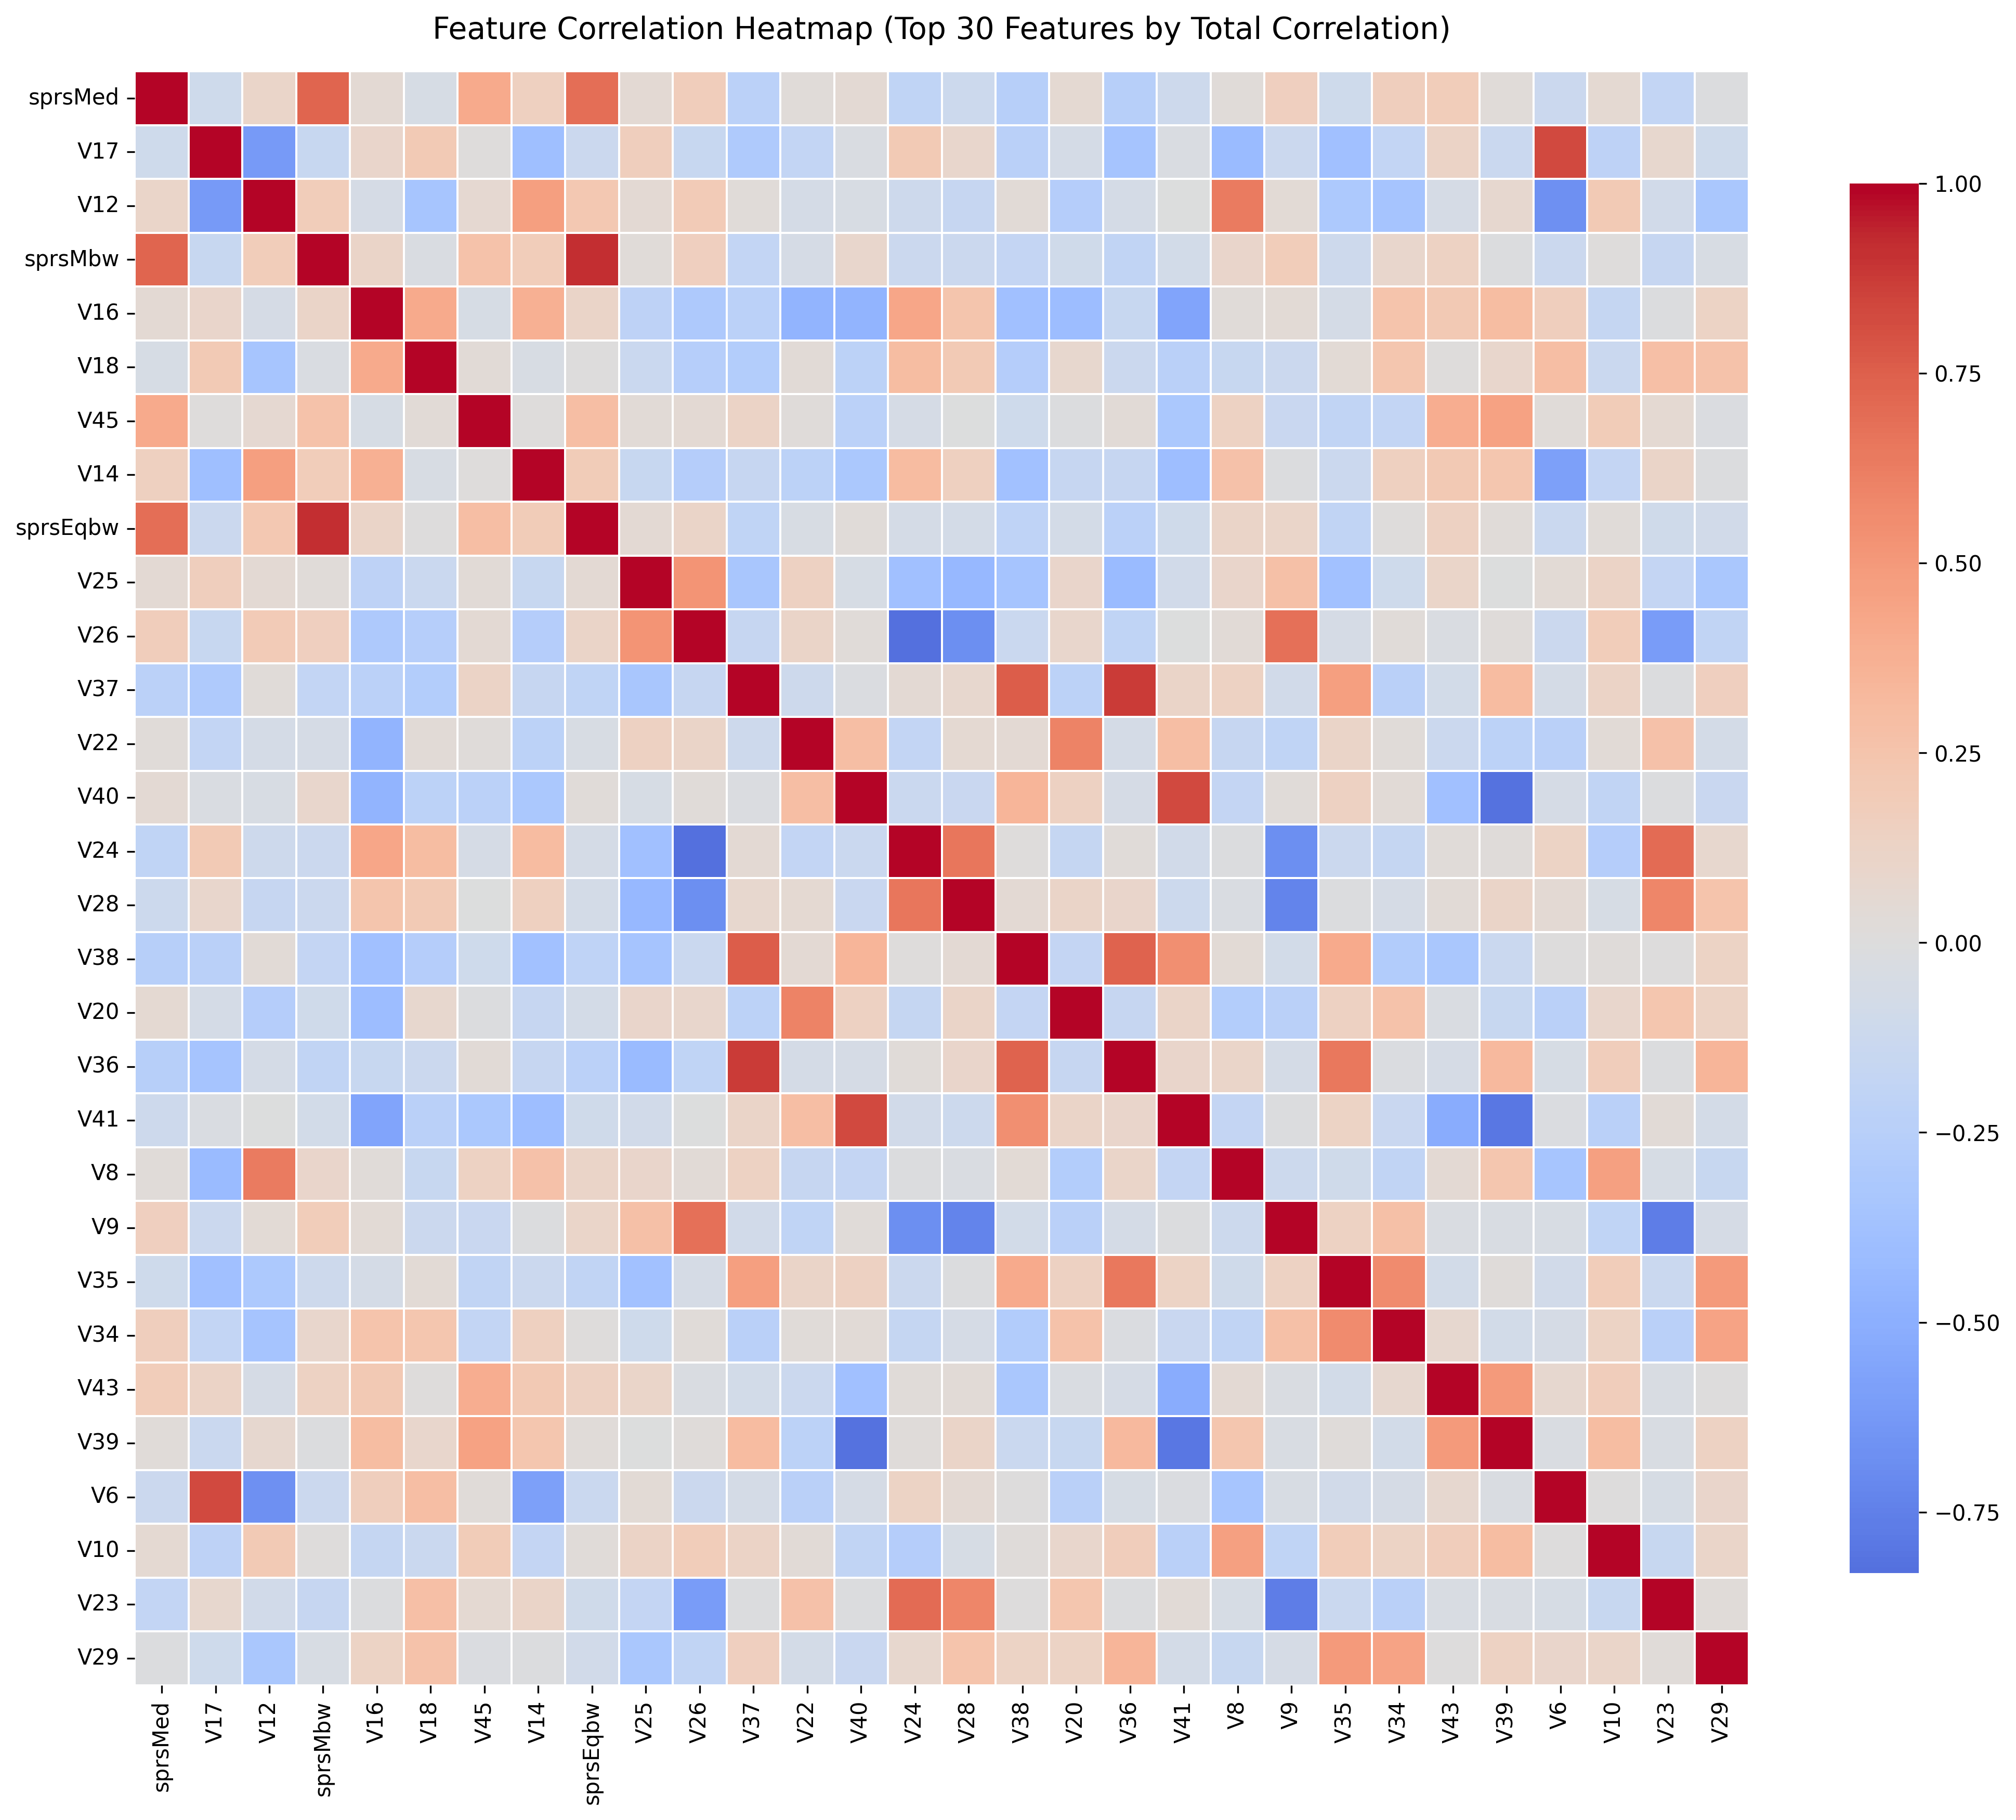 Feature Correlation Heatmap (Top 30 Features by Total Correlation)
sprsMed
V17
V12
sprsMbw
V16
V18
V45
V14
sprsEqbw
V25
V26
V37
V22
V40
V24
V28
V38
V20
V36
V41
V8
V9
V35
V34
V43
V39
V6
V10
V23
V29
sprsMed V17 V12 sprsMbw V16 V18 V45 V14 sprsEqbw V25 V26 V37 V22 V40 V24 V28 V38 V20 V36 V41 V8 V9 V35 V34 V43 V39 V6 V10 V23 V29
1.00
0.75
0.50
0.25
0.00
−0.25
−0.50
−0.75